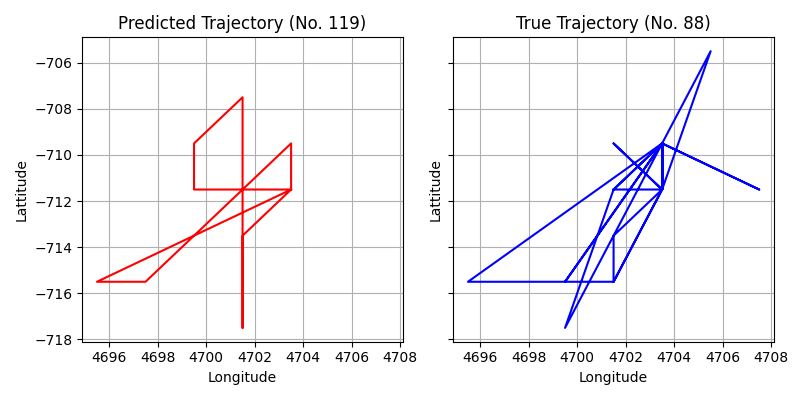 Predicted Trajectory (No. 119)
True Trajectory (No. 88)
−706
−708
−710
−712
−714
−716
−718
Lattitude
Lattitude
4696 4698 4700 4702 4704 4706 4708
4696 4698 4700 4702 4704 4706 4708
Longitude
Longitude